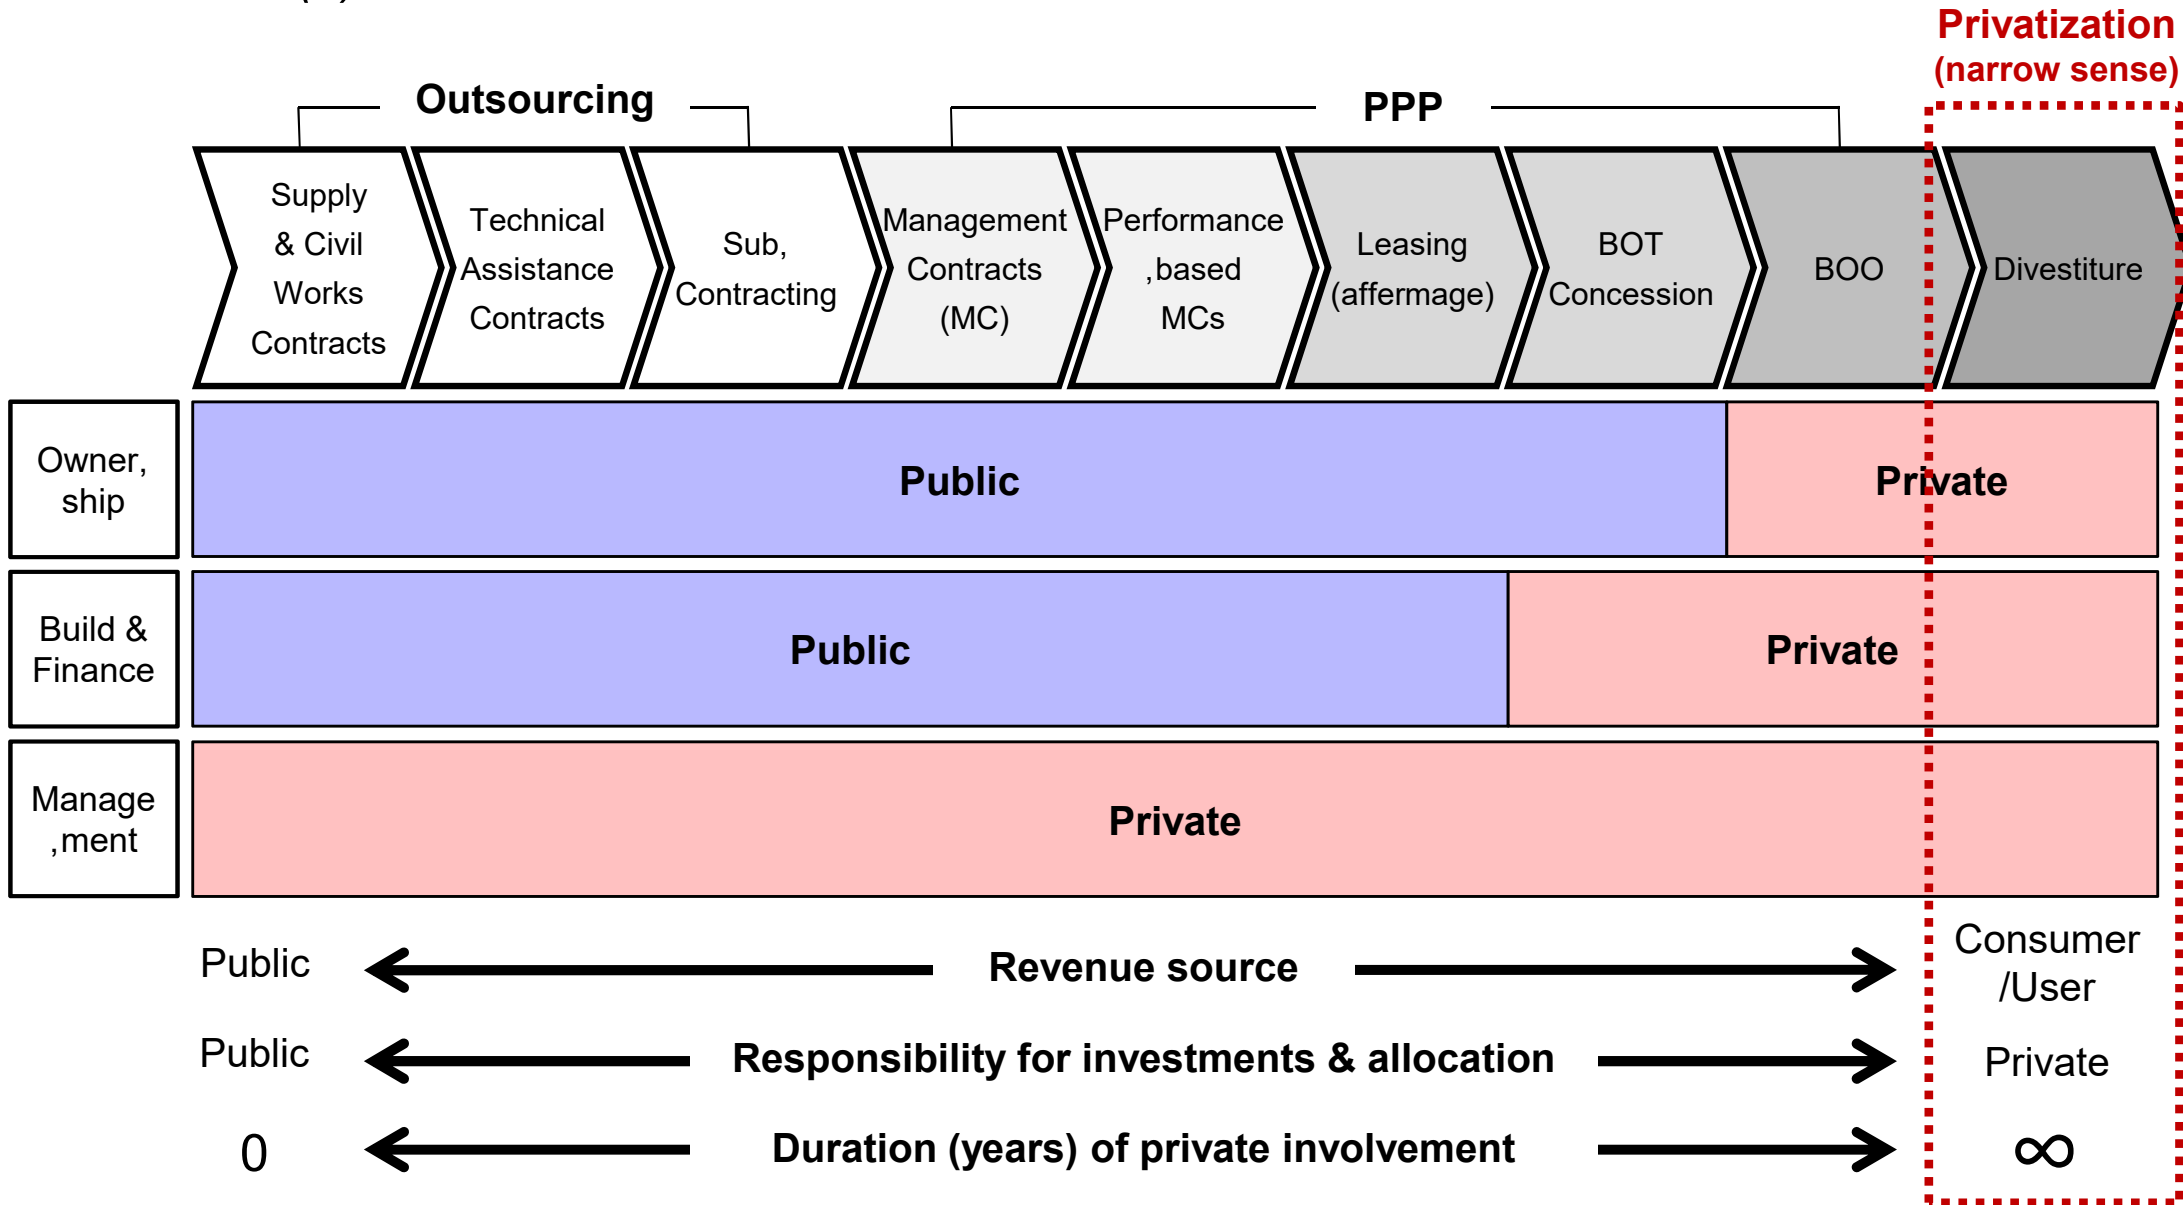 Privatization
(narrow sense)
Outsourcing
PPP
Supply
& Civil
Works
Contracts
Technical
Assistance
Contracts
Sub,
Contracting
Management
Contracts
(MC)
Performance
,based
MCs
Leasing
(affermage)
BOT
Concession
BOO
Divestiture
Owner,
ship
Public
Private
Build &
Finance
Public
Private
Manage
,ment
Private
Public
Revenue source
Consumer
/User
Public
Responsibility for investments & allocation
Private
0
Duration (years) of private involvement
∞